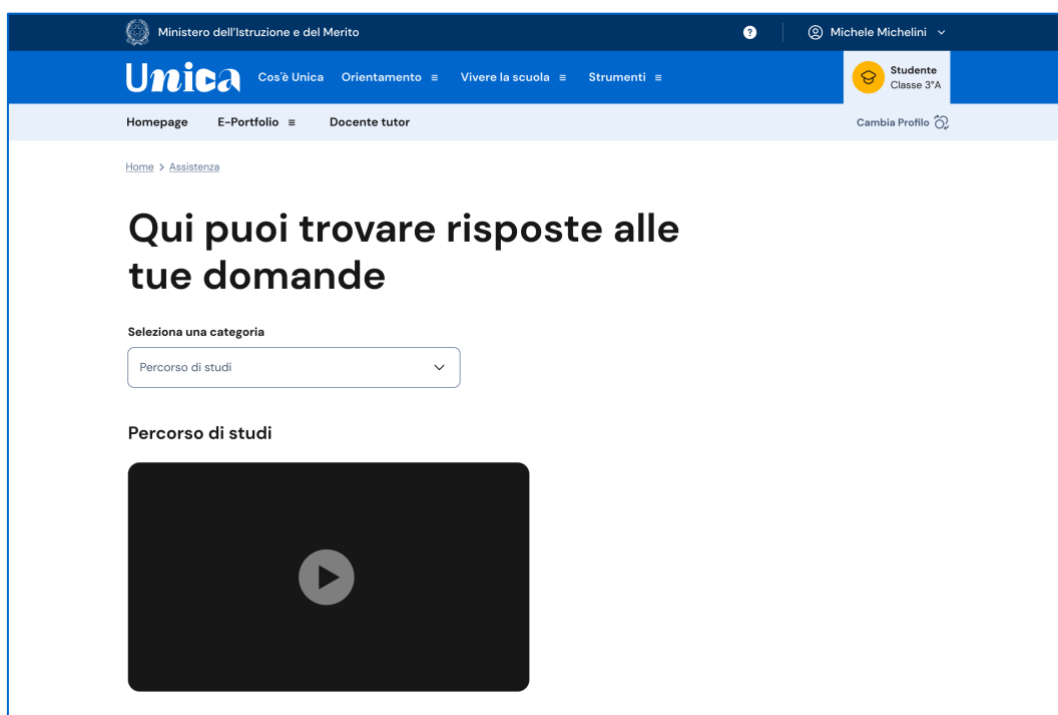 Ministero dell'Istruzione e del Merito
?
Michele Michelini
Unica
Cos'è Unica
Orientamento
Vivere la scuola
Strumenti
Studente
Classe 3°A
Homepage
E-Portfolio
Docente tutor
Cambia Profilo
Home > Assistenza
Qui puoi trovare risposte alle
tue domande
Seleziona una categoria
Percorso di studi
Percorso di studi